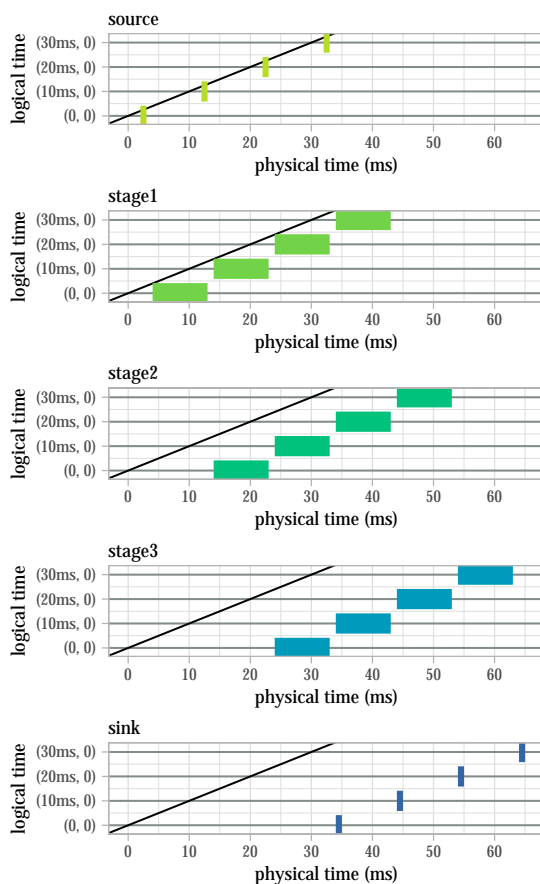 source
logical time
(30ms, 0)
(20ms, 0)
(10ms, 0)
(0, 0)
0 10 20 30 40 50 60
physical time (ms)
stage1
logical time
(30ms, 0)
(20ms, 0)
(10ms, 0)
(0, 0)
0 10 20 30 40 50 60
physical time (ms)
stage2
logical time
(30ms, 0)
(20ms, 0)
(10ms, 0)
(0, 0)
0 10 20 30 40 50 60
physical time (ms)
stage3
logical time
(30ms, 0)
(20ms, 0)
(10ms, 0)
(0, 0)
0 10 20 30 40 50 60
physical time (ms)
sink
logical time
(30ms, 0)
(20ms, 0)
(10ms, 0)
(0, 0)
0 10 20 30 40 50 60
physical time (ms)